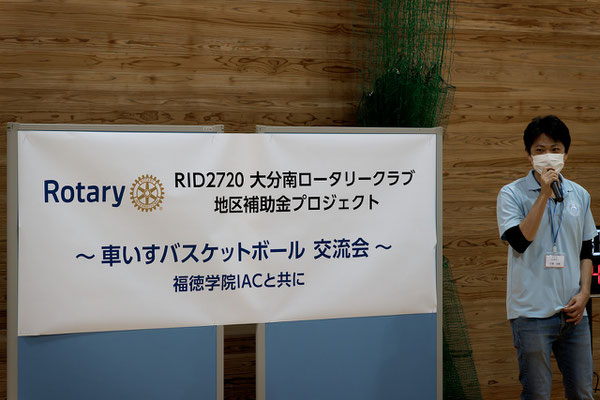 Rotary
RID2720 大分南ロータリークラブ
地区補助金プロジェクト
～ 車いすバスケットボール 交流会 ～
福徳学院IACと共に